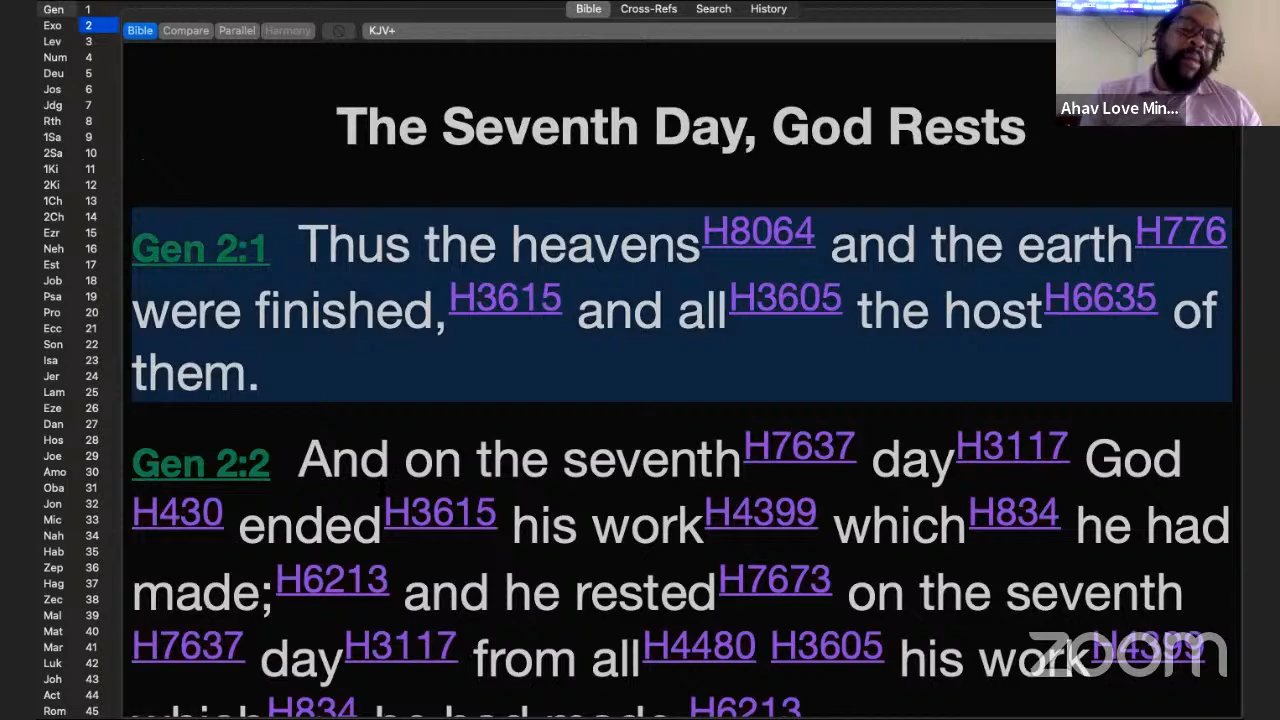 Bible Cross-Refs Search History
Bible Compare Parallel Harmony KJV+
Gen 1
Exo 2
Lev 3
Num 4
Deu 5
Jos 6
Jdg 7
Rth 8
1Sa 9
2Sa 10
1Ki 11
2Ki 12
1Ch 13
2Ch 14
Ezr 15
Neh 16
Est 17
Job 18
Psa 19
Pro 20
Ecc 21
Son 22
Isa 23
Jer 24
Lam 25
Eze 26
Dan 27
Hos 28
Joe 29
Amo 30
Oba 31
Jon 32
Mic 33
Nah 34
Hab 35
Zep 36
Hag 37
Zec 38
Mal 39
Mat 40
Mar 41
Luk 42
Joh 43
Act 44
Rom 45
Ahav Love Min...
The Seventh Day, God Rests
Gen 2:1 Thus the heavens H8064 and the earth H776
were finished, H3615 and all H3605 the host H6635 of
them.
Gen 2:2 And on the seventh H7637 day H3117 God
H430 ended H3615 his work H4399 which H834 he had
made; H6213 and he rested H7673 on the seventh
H7637 day H3117 from all H4480 H3605 his work H4399
which H834 he had made. H6213
zoom